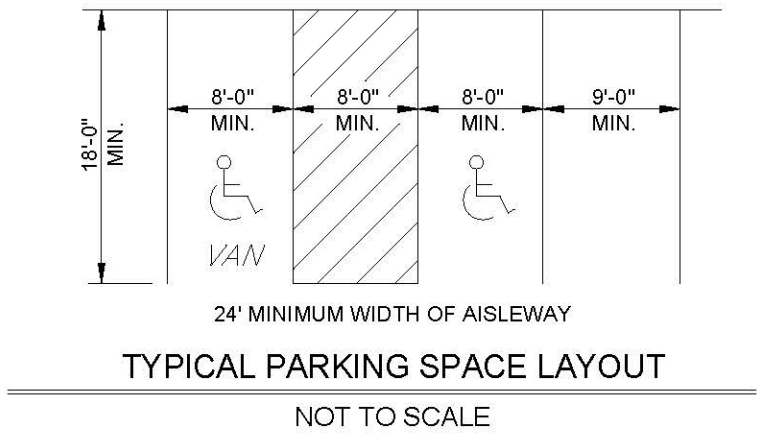 8'-0" 8'-0" 8'-0" 9'-0"
MIN. MIN. MIN. MIN.
18'-0"
MIN.
VAN
24' MINIMUM WIDTH OF AISLEWAY
TYPICAL PARKING SPACE LAYOUT
NOT TO SCALE